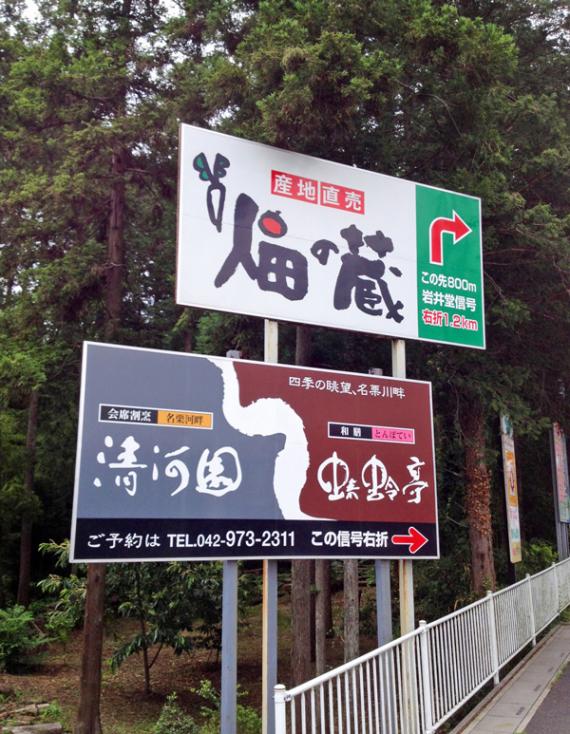 産地直売
畑の蔵
この先800m
岩井堂信号
右折1.2km
四季の眺望、名栗川畔
会席割烹 名栗河畔
清河園
和膳 とんぼてい
蜻蛉亭
ご予約は TEL.042-973-2311 この信号右折